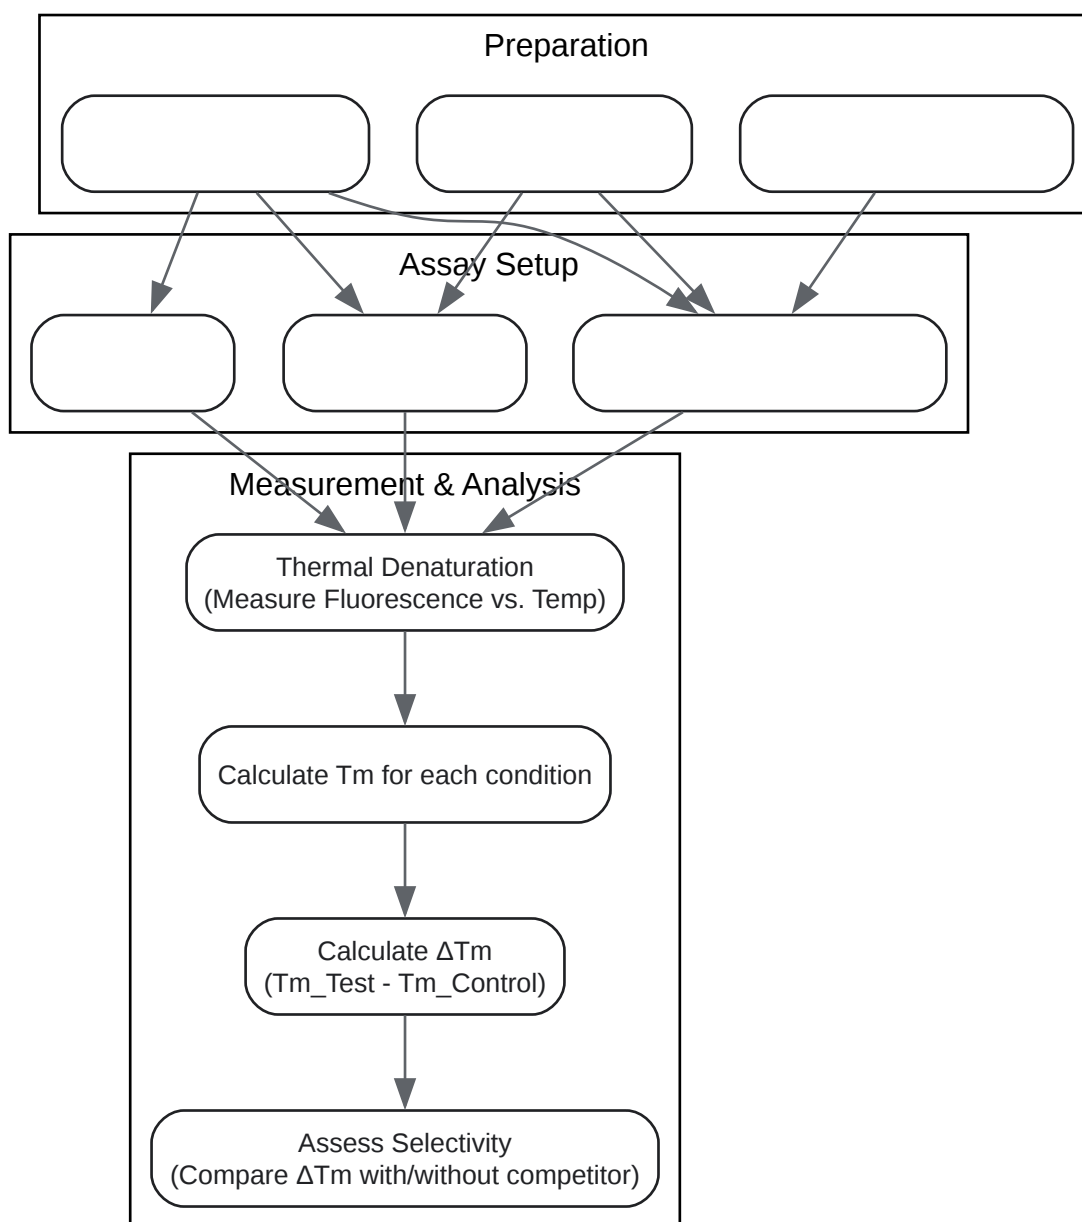 Preparation
Assay Setup
Measurement & Analysis
Thermal Denaturation
(Measure Fluorescence vs. Temp)
Calculate Tm for each condition
Calculate ΔTm
(Tm_Test - Tm_Control)
Assess Selectivity
(Compare ΔTm with/without competitor)